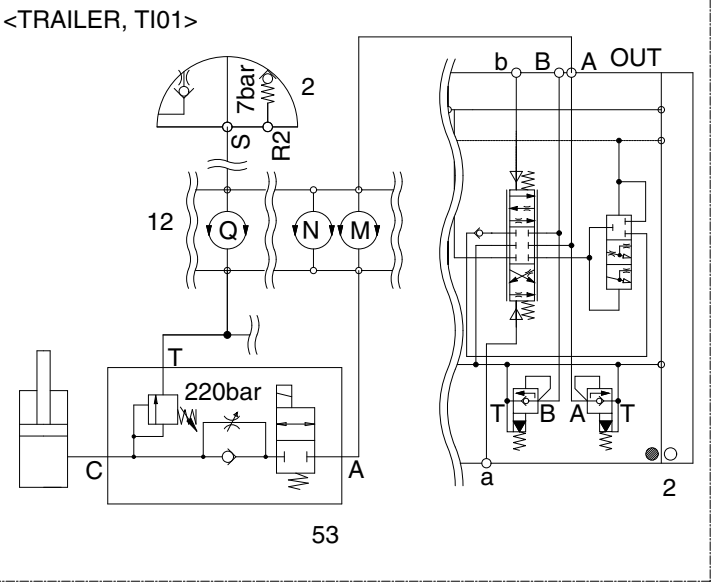 <TRAILER, TI01>
b B A OUT
7bar 2
S R2
12 Q N M
T
220bar
T B A T
C A
a 2
53